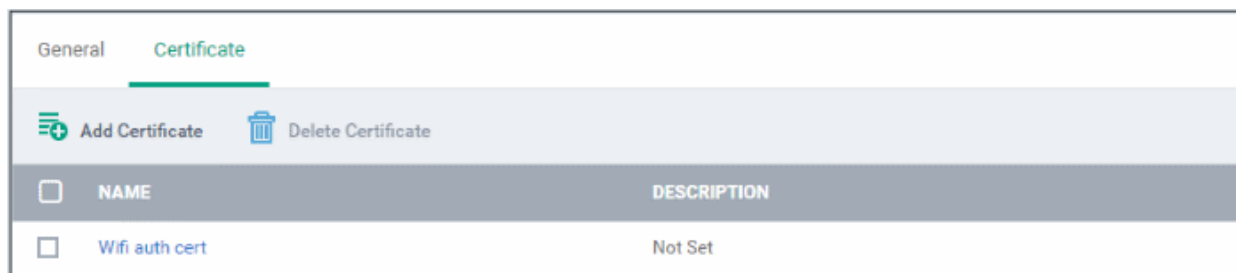 General Certificate
Add Certificate Delete Certificate
NAME DESCRIPTION
Wifi auth cert Not Set